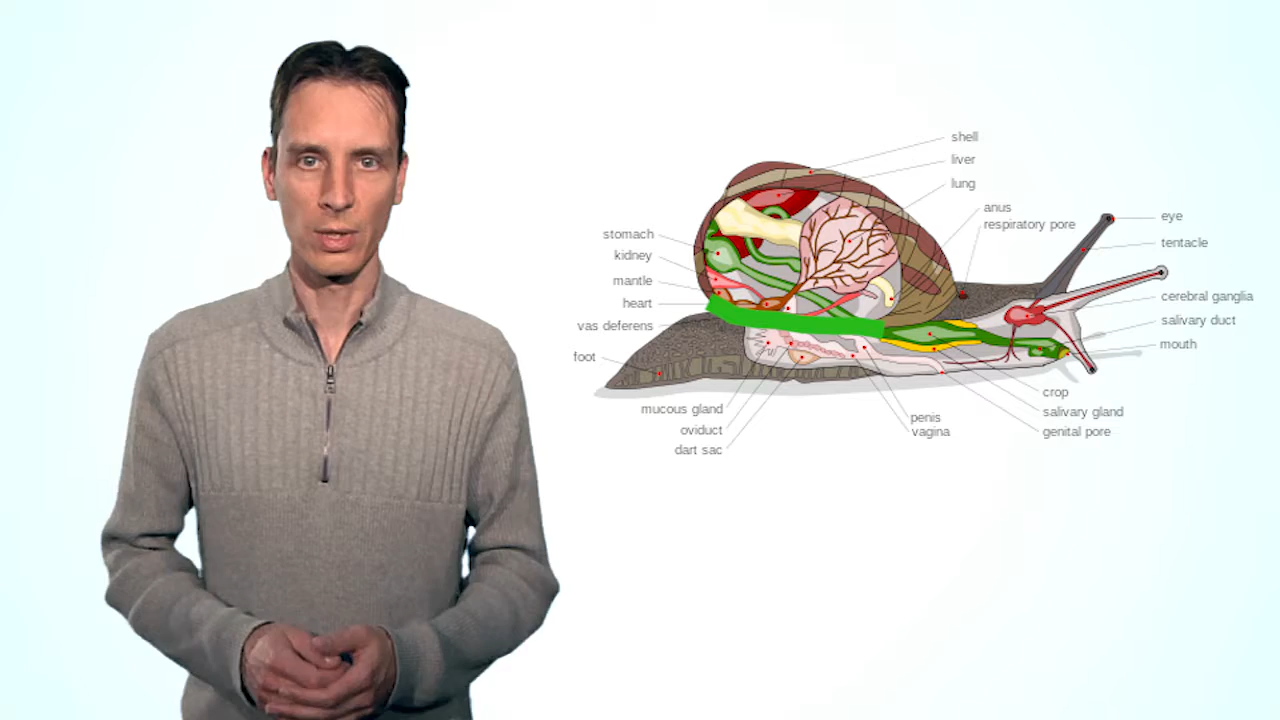 shell
liver
lung
anus
respiratory pore
eye
tentacle
cerebral ganglia
salivary duct
mouth
stomach
kidney
mantle
heart
vas deferens
foot
mucous gland
oviduct
dart sac
penis
vagina
crop
salivary gland
genital pore